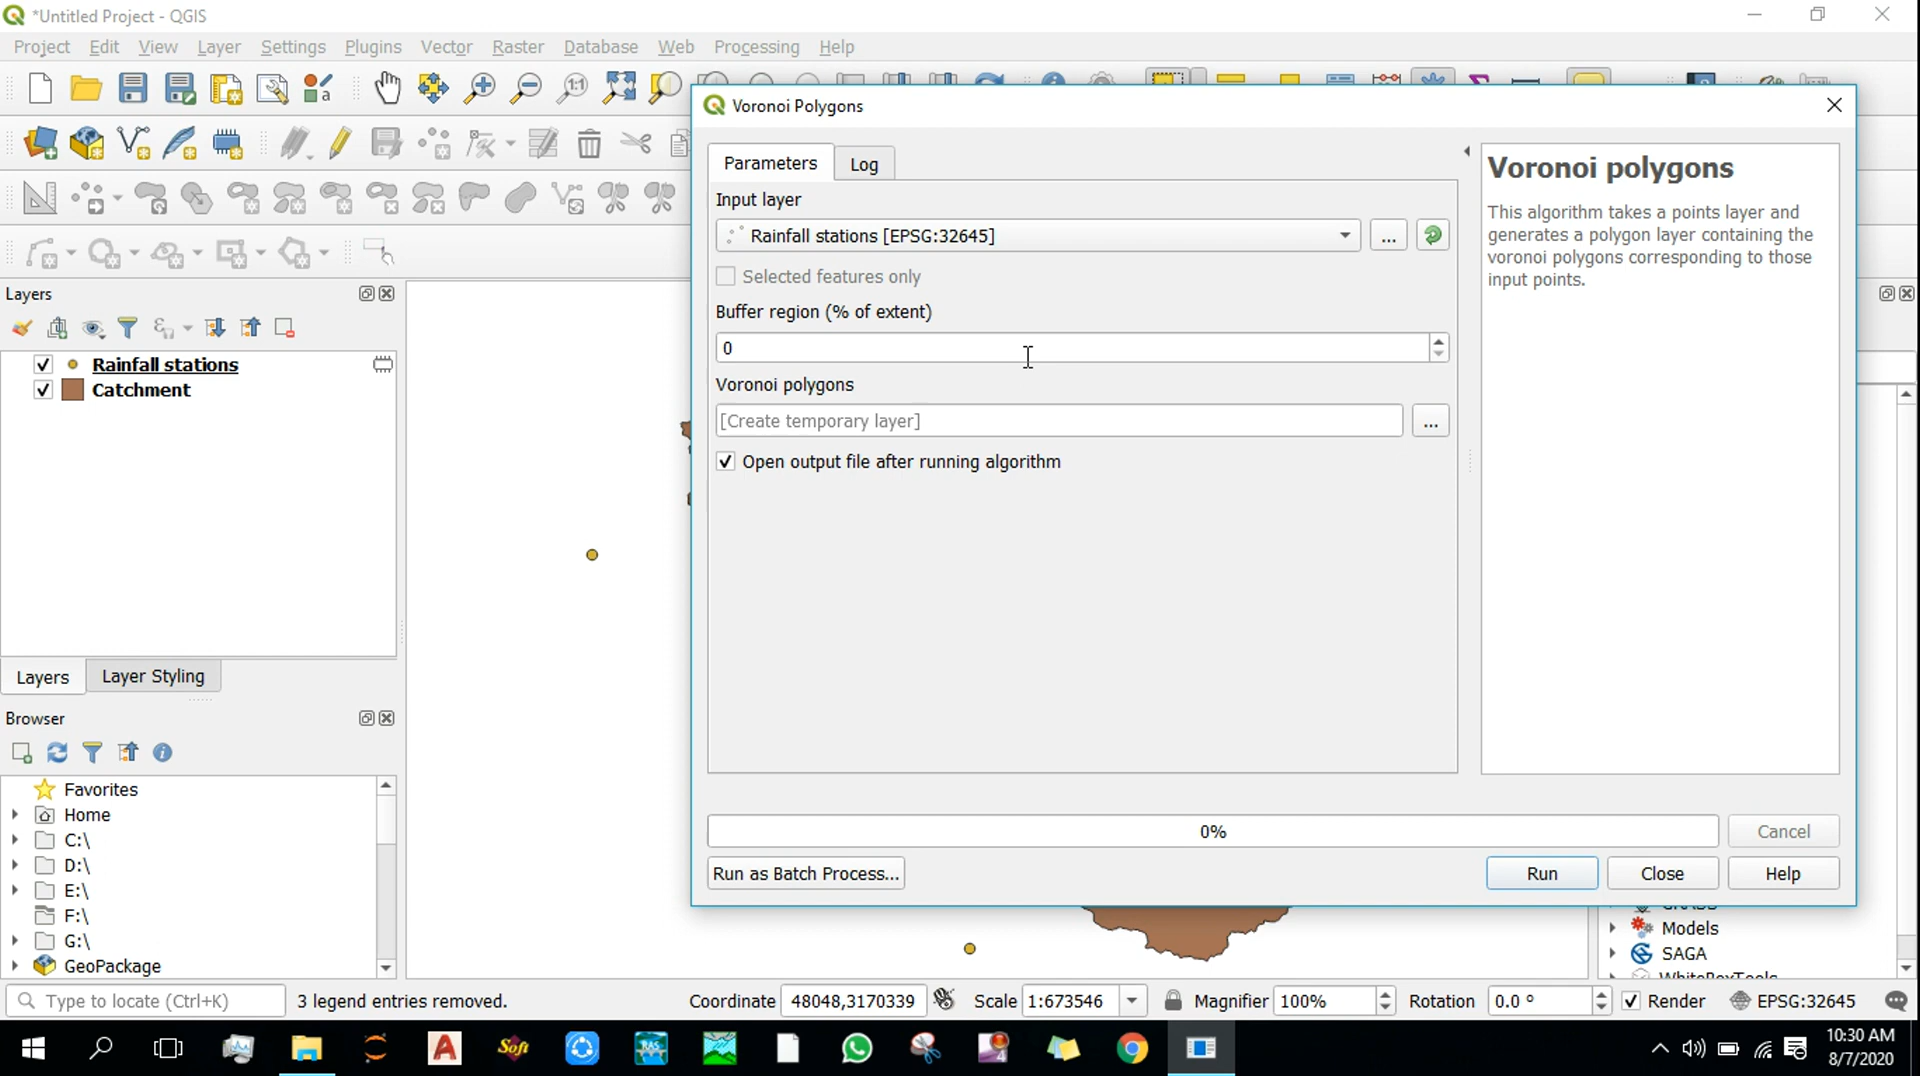 *Untitled Project - QGIS
Project Edit View Layer Settings Plugins Vector Raster Database Web Processing Help
Voronoi Polygons
Parameters Log
Input layer
Rainfall stations [EPSG:32645]
...
Selected features only
Buffer region (% of extent)
0
Voronoi polygons
[Create temporary layer]
...
Open output file after running algorithm
Voronoi polygons
This algorithm takes a points layer and
generates a polygon layer containing the
voronoi polygons corresponding to those
input points.
0%
Cancel
Run as Batch Process...
Run Close Help
Layers
Rainfall stations
Catchment
Layers Layer Styling
Browser
Favorites
Home
C:\
D:\
E:\
F:\
G:\
GeoPackage
Models
SAGA
Type to locate (Ctrl+K) 3 legend entries removed. Coordinate 48048,3170339 Scale 1:673546 Magnifier 100% Rotation 0.0 ° Render EPSG:32645
10:30 AM
8/7/2020